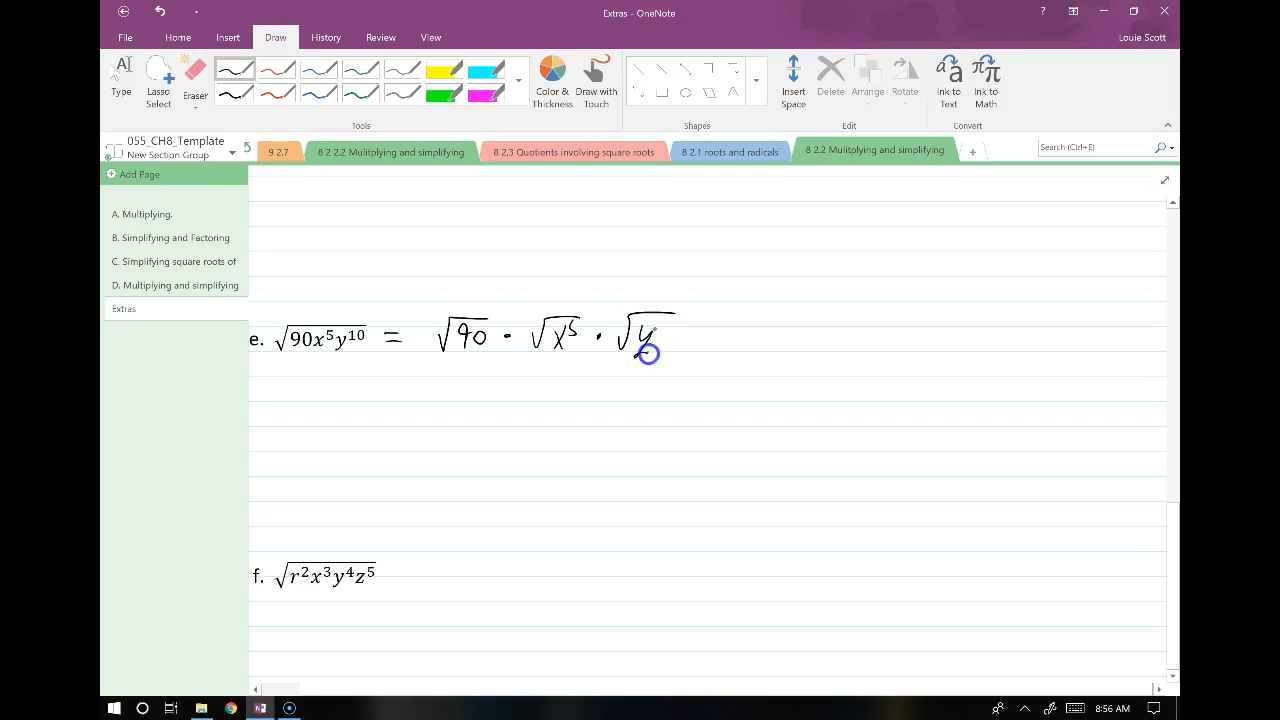 Extras - OneNote
?
File Home Insert Draw History Review View Louie Scott
Type Lasso Select Eraser Color & Thickness Draw with Touch Insert Space Delete Arrange Rotate Ink to Text Ink to Math
Tools Shapes Edit Convert
055_CH8_Template
New Section Group
9 2.7 8 2.2.2 Mulitplying and simplifying 8 2.3 Quotients involving square roots 8 2.1 roots and radicals 8 2.2 Mulitplying and simplifying + Search (Ctrl+E)
Add Page
A. Multiplying.
B. Simplifying and Factoring
C. Simplifying square roots of
D. Multiplying and simplifying
Extras
e. √90x⁵y¹⁰ = √90 · √x⁵ · √y
f. √r²x³y⁴z⁵
8:56 AM